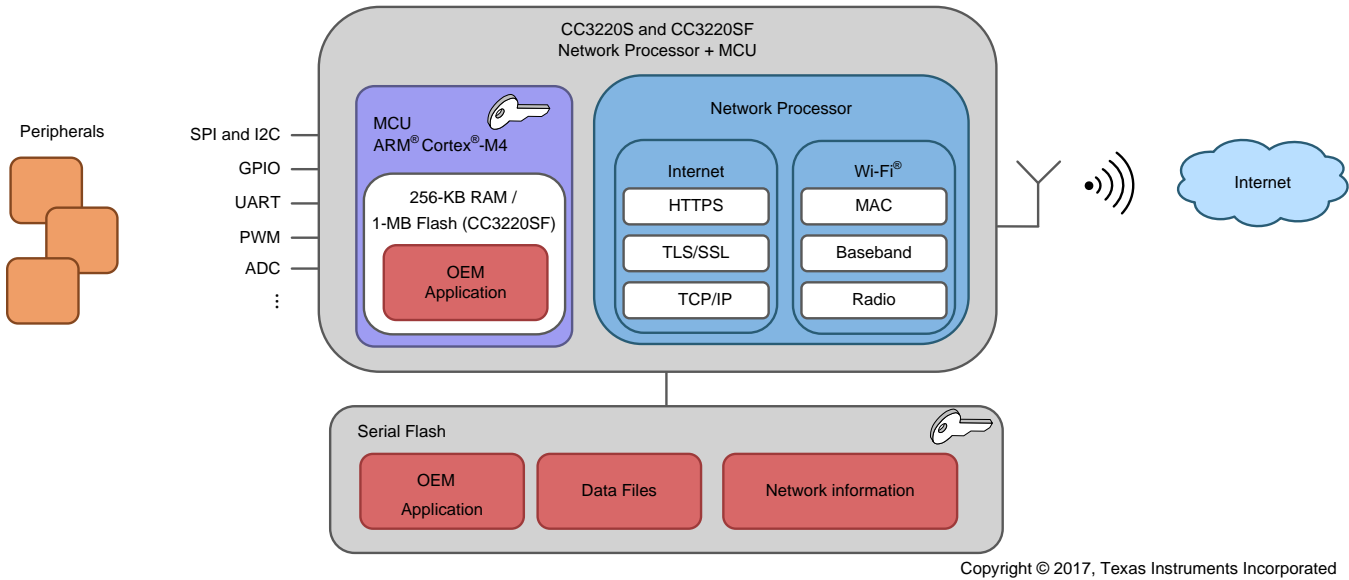 CC3220S and CC3220SF
Network Processor + MCU
Peripherals
SPI and I2C
GPIO
UART
PWM
ADC
...
MCU
ARM® Cortex®-M4
256-KB RAM /
1-MB Flash (CC3220SF)
OEM
Application
Network Processor
Internet
HTTPS
TLS/SSL
TCP/IP
Wi-Fi®
MAC
Baseband
Radio
Internet
Serial Flash
OEM
Application
Data Files
Network information
Copyright © 2017, Texas Instruments Incorporated